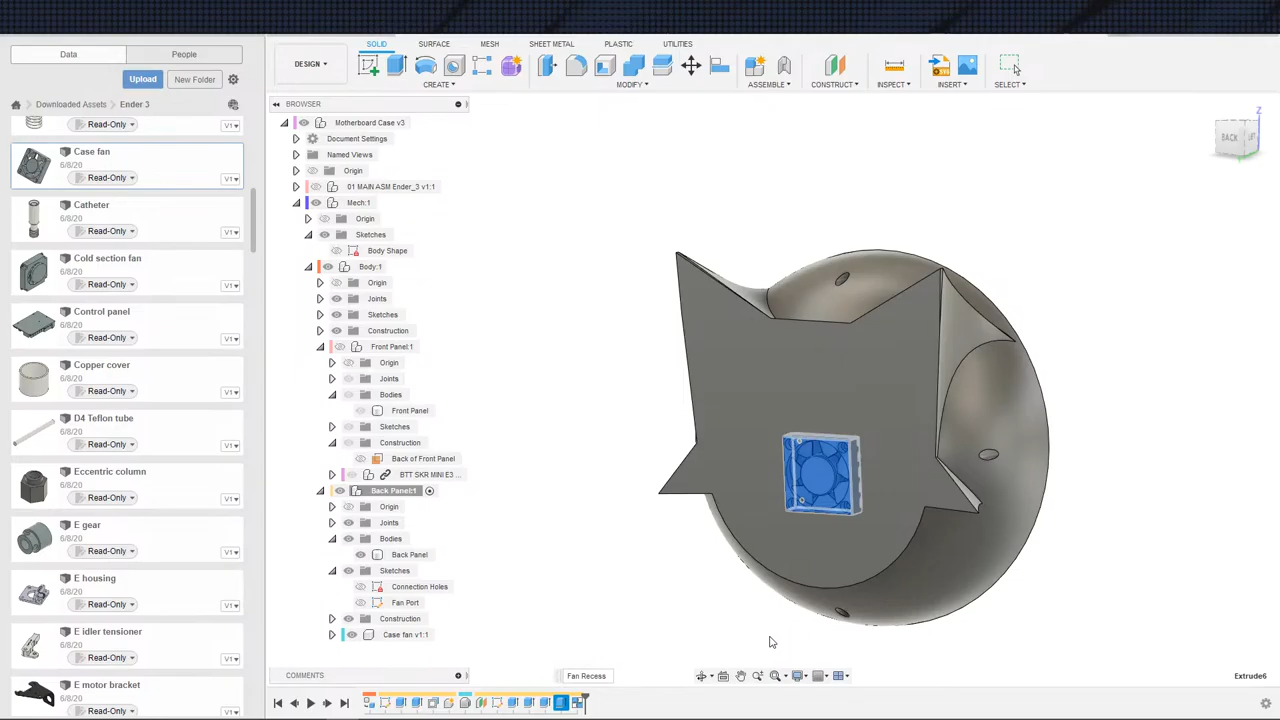 SOLID SURFACE MESH SHEET METAL PLASTIC UTILITIES
Data People
DESIGN ▾
Upload New Folder
CREATE ▾ MODIFY ▾ ASSEMBLE ▾ CONSTRUCT ▾ INSPECT ▾ INSERT ▾ SELECT ▾
Downloaded Assets > Ender 3
Read-Only V1
Case fan
6/8/20
Read-Only V1
Catheter
6/8/20
Read-Only V1
Cold section fan
6/8/20
Read-Only V1
Control panel
6/8/20
Read-Only V1
Copper cover
6/8/20
Read-Only V1
D4 Teflon tube
6/8/20
Read-Only V1
Eccentric column
6/8/20
Read-Only V1
E gear
6/8/20
Read-Only V1
E housing
6/8/20
Read-Only V1
E idler tensioner
6/8/20
Read-Only V1
E motor bracket
6/8/20
Read-Only V1
BROWSER
Motherboard Case v3
Document Settings
Named Views
Origin
01 MAIN ASM Ender_3 v1:1
Mech:1
Origin
Sketches
Body Shape
Body:1
Origin
Joints
Sketches
Construction
Front Panel:1
Origin
Joints
Bodies
Front Panel
Sketches
Construction
Back of Front Panel
BTT SKR MINI E3 ...
Back Panel:1
Origin
Joints
Bodies
Back Panel
Sketches
Connection Holes
Fan Port
Construction
Case fan v1:1
COMMENTS
Z
BACK LEFT
Fan Recess
Extrude6